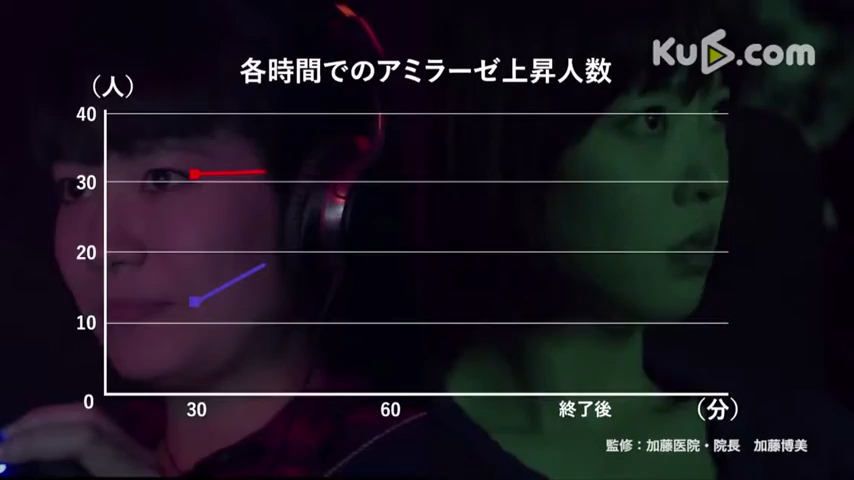 Ku6.com
各時間でのアミラーゼ上昇人数
（人）
40
30
20
10
0
30
60
終了後
（分）
監修：加藤医院・院長　加藤博美